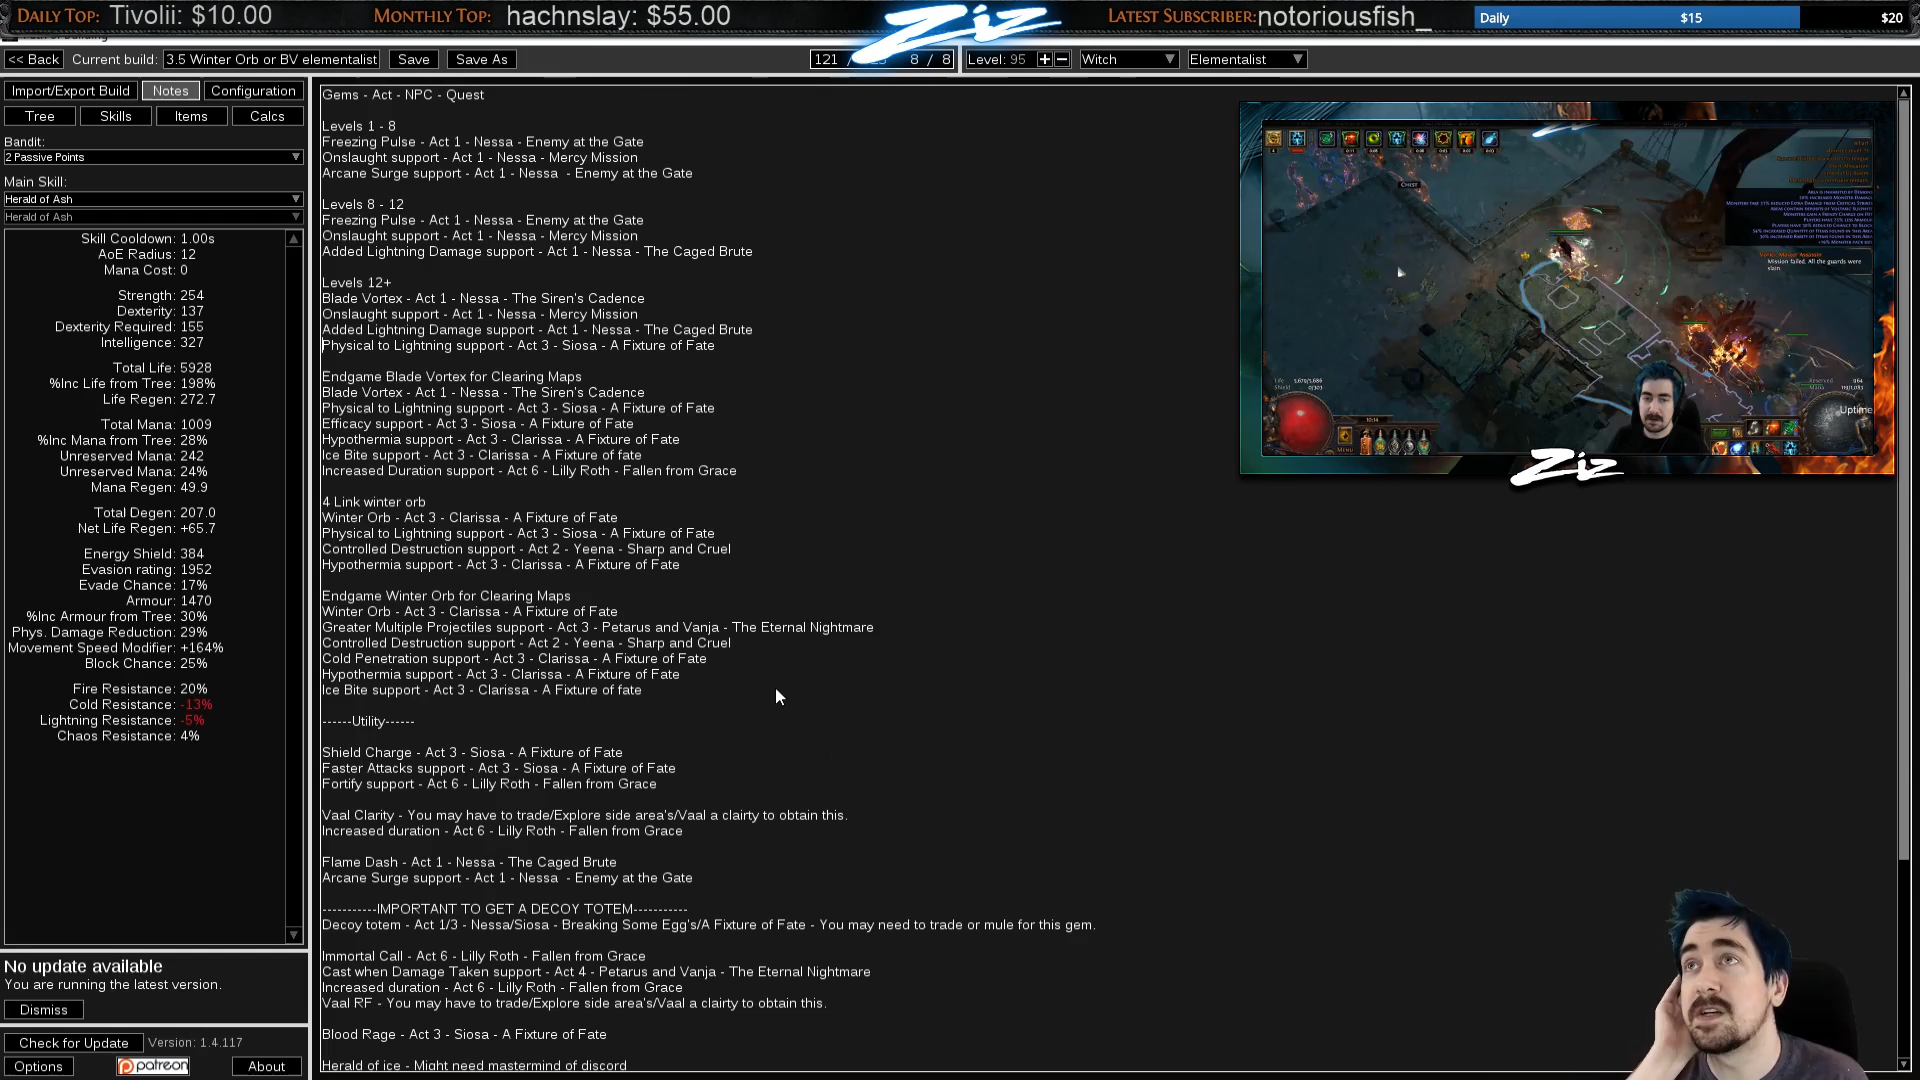 DAILY TOP: Tivolii: $10.00
MONTHLY TOP: hachnslay: $55.00
Ziz
LATEST SUBSCRIBER: notoriousfish_
Daily $15 $20
<< Back
Current build: 3.5 Winter Orb or BV elementalist
Save
Save As
121 /
8 / 8
Level: 95
+
−
Witch
Elementalist
Import/Export Build
Notes
Configuration
Tree
Skills
Items
Calcs
Bandit:
2 Passive Points
Main Skill:
Herald of Ash
Herald of Ash
Skill Cooldown: 1.00s
AoE Radius: 12
Mana Cost: 0
Strength: 254
Dexterity: 137
Dexterity Required: 155
Intelligence: 327
Total Life: 5928
%Inc Life from Tree: 198%
Life Regen: 272.7
Total Mana: 1009
%Inc Mana from Tree: 28%
Unreserved Mana: 242
Unreserved Mana: 24%
Mana Regen: 49.9
Total Degen: 207.0
Net Life Regen: +65.7
Energy Shield: 384
Evasion rating: 1952
Evade Chance: 17%
Armour: 1470
%Inc Armour from Tree: 30%
Phys. Damage Reduction: 29%
Movement Speed Modifier: +164%
Block Chance: 25%
Fire Resistance: 20%
Cold Resistance: -13%
Lightning Resistance: -5%
Chaos Resistance: 4%
No update available
You are running the latest version.
Dismiss
Check for Update
Version: 1.4.117
Options
patreon
About
Gems - Act - NPC - Quest
Levels 1 - 8
Freezing Pulse - Act 1 - Nessa - Enemy at the Gate
Onslaught support - Act 1 - Nessa - Mercy Mission
Arcane Surge support - Act 1 - Nessa  - Enemy at the Gate
Levels 8 - 12
Freezing Pulse - Act 1 - Nessa - Enemy at the Gate
Onslaught support - Act 1 - Nessa - Mercy Mission
Added Lightning Damage support - Act 1 - Nessa - The Caged Brute
Levels 12+
Blade Vortex - Act 1 - Nessa - The Siren's Cadence
Onslaught support - Act 1 - Nessa - Mercy Mission
Added Lightning Damage support - Act 1 - Nessa - The Caged Brute
Physical to Lightning support - Act 3 - Siosa - A Fixture of Fate
Endgame Blade Vortex for Clearing Maps
Blade Vortex - Act 1 - Nessa - The Siren's Cadence
Physical to Lightning support - Act 3 - Siosa - A Fixture of Fate
Efficacy support - Act 3 - Siosa - A Fixture of Fate
Hypothermia support - Act 3 - Clarissa - A Fixture of Fate
Ice Bite support - Act 3 - Clarissa - A Fixture of fate
Increased Duration support - Act 6 - Lilly Roth - Fallen from Grace
4 Link winter orb
Winter Orb - Act 3 - Clarissa - A Fixture of Fate
Physical to Lightning support - Act 3 - Siosa - A Fixture of Fate
Controlled Destruction support - Act 2 - Yeena - Sharp and Cruel
Hypothermia support - Act 3 - Clarissa - A Fixture of Fate
Endgame Winter Orb for Clearing Maps
Winter Orb - Act 3 - Clarissa - A Fixture of Fate
Greater Multiple Projectiles support - Act 3 - Petarus and Vanja - The Eternal Nightmare
Controlled Destruction support - Act 2 - Yeena - Sharp and Cruel
Cold Penetration support - Act 3 - Clarissa - A Fixture of Fate
Hypothermia support - Act 3 - Clarissa - A Fixture of Fate
Ice Bite support - Act 3 - Clarissa - A Fixture of fate
------Utility------
Shield Charge - Act 3 - Siosa - A Fixture of Fate
Faster Attacks support - Act 3 - Siosa - A Fixture of Fate
Fortify support - Act 6 - Lilly Roth - Fallen from Grace
Vaal Clarity - You may have to trade/Explore side area's/Vaal a clairty to obtain this.
Increased duration - Act 6 - Lilly Roth - Fallen from Grace
Flame Dash - Act 1 - Nessa - The Caged Brute
Arcane Surge support - Act 1 - Nessa  - Enemy at the Gate
-----------IMPORTANT TO GET A DECOY TOTEM-----------
Decoy totem - Act 1/3 - Nessa/Siosa - Breaking Some Egg's/A Fixture of Fate - You may need to trade or mule for this gem.
Immortal Call - Act 6 - Lilly Roth - Fallen from Grace
Cast when Damage Taken support - Act 4 - Petarus and Vanja - The Eternal Nightmare
Increased duration - Act 6 - Lilly Roth - Fallen from Grace
Vaal RF - You may have to trade/Explore side area's/Vaal a clairty to obtain this.
Blood Rage - Act 3 - Siosa - A Fixture of Fate
Herald of ice - Might need mastermind of discord
CHEST
Mission failed. All the guards were
slain.
Life
Shield
Reserved
Mana
Uptime
MENU
Ziz